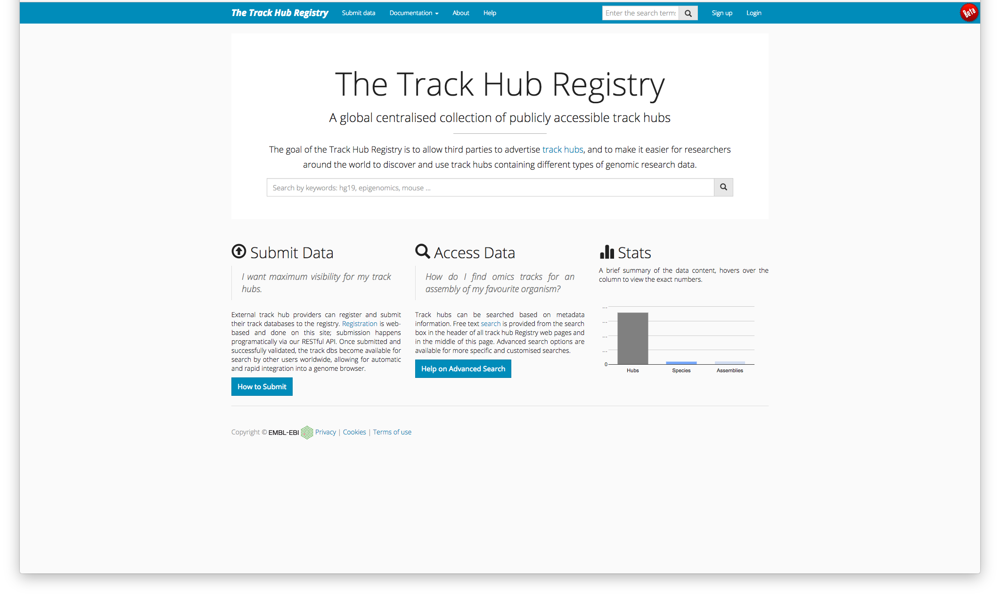 The Track Hub Registry Submit data Documentation About Help Enter the search term: Sign up Login Beta
The Track Hub Registry
A global centralised collection of publicly accessible track hubs
The goal of the Track Hub Registry is to allow third parties to advertise track hubs, and to make it easier for researchers
around the world to discover and use track hubs containing different types of genomic research data.
Search by keywords: hg19, epigenomics, mouse ...
Submit Data
I want maximum visibility for my track
hubs.
External track hub providers can register and submit
their track databases to the registry. Registration is web-
based and done on this site; submission happens
programatically via our RESTful API. Once submitted and
successfully validated, the track dbs become available for
search by other users worldwide, allowing for automatic
and rapid integration into a genome browser.
How to Submit
Access Data
How do I find omics tracks for an
assembly of my favourite organism?
Track hubs can be searched based on metadata
information. Free text search is provided from the search
box in the header of all track hub Registry web pages and
in the middle of this page. Advanced search options are
available for more specific and customised searches.
Help on Advanced Search
Stats
A brief summary of the data content, hovers over the
column to view the exact numbers.
...
...
...
...
0
Hubs Species Assemblies
Copyright © EMBL-EBI Privacy | Cookies | Terms of use